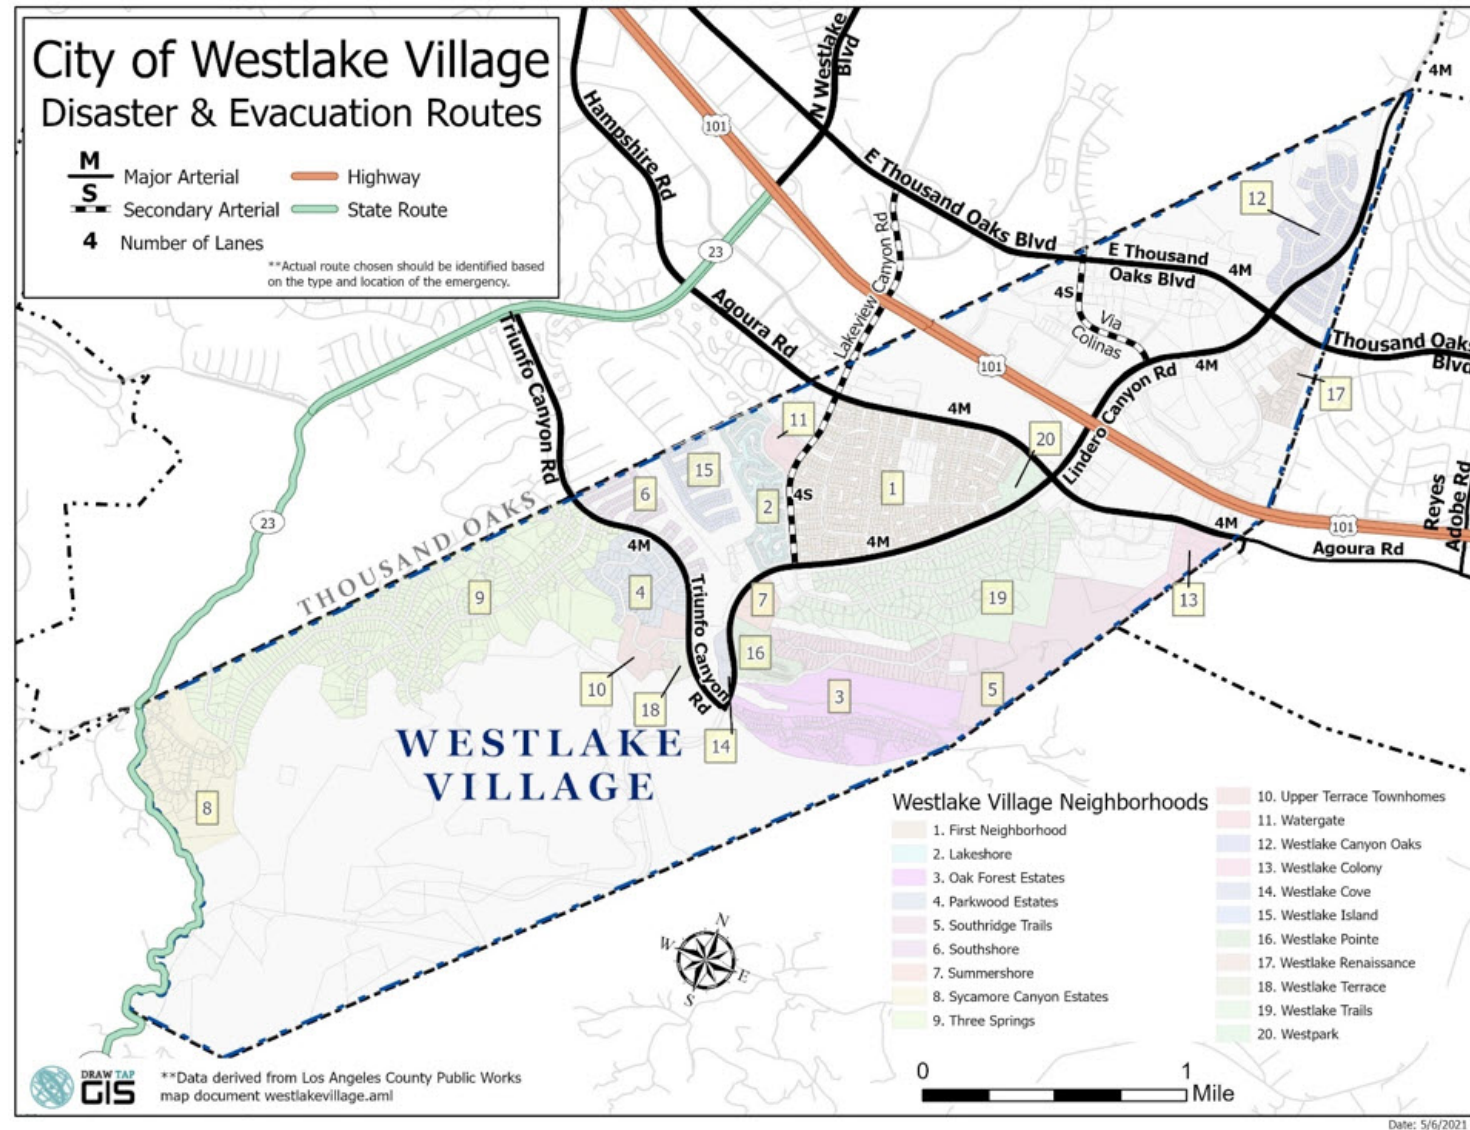 City of Westlake Village
Disaster & Evacuation Routes
M
Major Arterial
Highway
S
Secondary Arterial
State Route
4
Number of Lanes
**Actual route chosen should be identified based
on the type and location of the emergency.
N Westlake
Blvd
4M
101
Hampshire Rd
E Thousand Oaks Blvd
12
Lakeview Canyon Rd
23
E Thousand
Oaks Blvd
4M
4S
Via
Colinas
Agoura Rd
Triunfo Canyon Rd
Thousand Oaks
Blvd
101
4M
Lindero Canyon Rd
17
4M
11
20
15
6
2
4S
1
Reyes
Adobe Rd
23
THOUSAND OAKS
4M
4M
4M
101
Agoura Rd
9
4
Triunfo Canyon
Rd
7
19
13
16
10
18
3
5
14
WESTLAKE
VILLAGE
8
Westlake Village Neighborhoods
1. First Neighborhood
2. Lakeshore
3. Oak Forest Estates
4. Parkwood Estates
5. Southridge Trails
6. Southshore
7. Summershore
8. Sycamore Canyon Estates
9. Three Springs
10. Upper Terrace Townhomes
11. Watergate
12. Westlake Canyon Oaks
13. Westlake Colony
14. Westlake Cove
15. Westlake Island
16. Westlake Pointe
17. Westlake Renaissance
18. Westlake Terrace
19. Westlake Trails
20. Westpark
N
W
E
S
DRAW TAP
GIS
**Data derived from Los Angeles County Public Works
map document westlakevillage.aml
0
1
Mile
Date: 5/6/2021